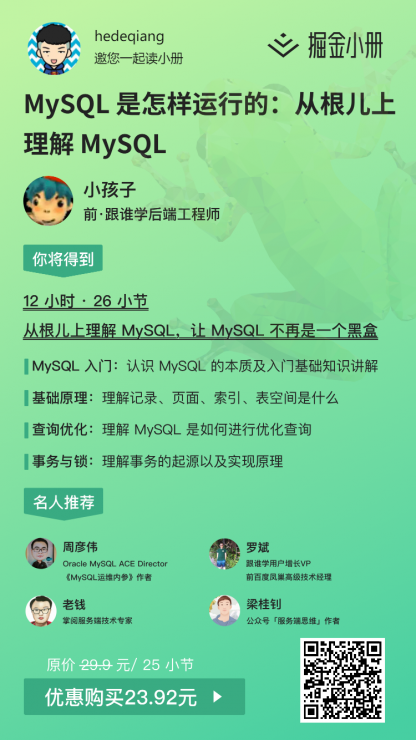 hedeqiang
邀您一起读小册
掘金小册
MySQL 是怎样运行的：从根儿上
理解 MySQL
小孩子
前·跟谁学后端工程师
你将得到
12 小时 · 26 小节
从根儿上理解 MySQL，让 MySQL 不再是一个黑盒
MySQL 入门：认识 MySQL 的本质及入门基础知识讲解
基础原理：理解记录、页面、索引、表空间是什么
查询优化：理解 MySQL 是如何进行优化查询
事务与锁：理解事务的起源以及实现原理
名人推荐
周彦伟
Oracle MySQL ACE Director
《MySQL运维内参》作者
罗斌
跟谁学用户增长VP
前百度凤巢高级技术经理
老钱
掌阅服务端技术专家
梁桂钊
公众号「服务端思维」作者
原价 29.9 元/ 25 小节
优惠购买23.92元